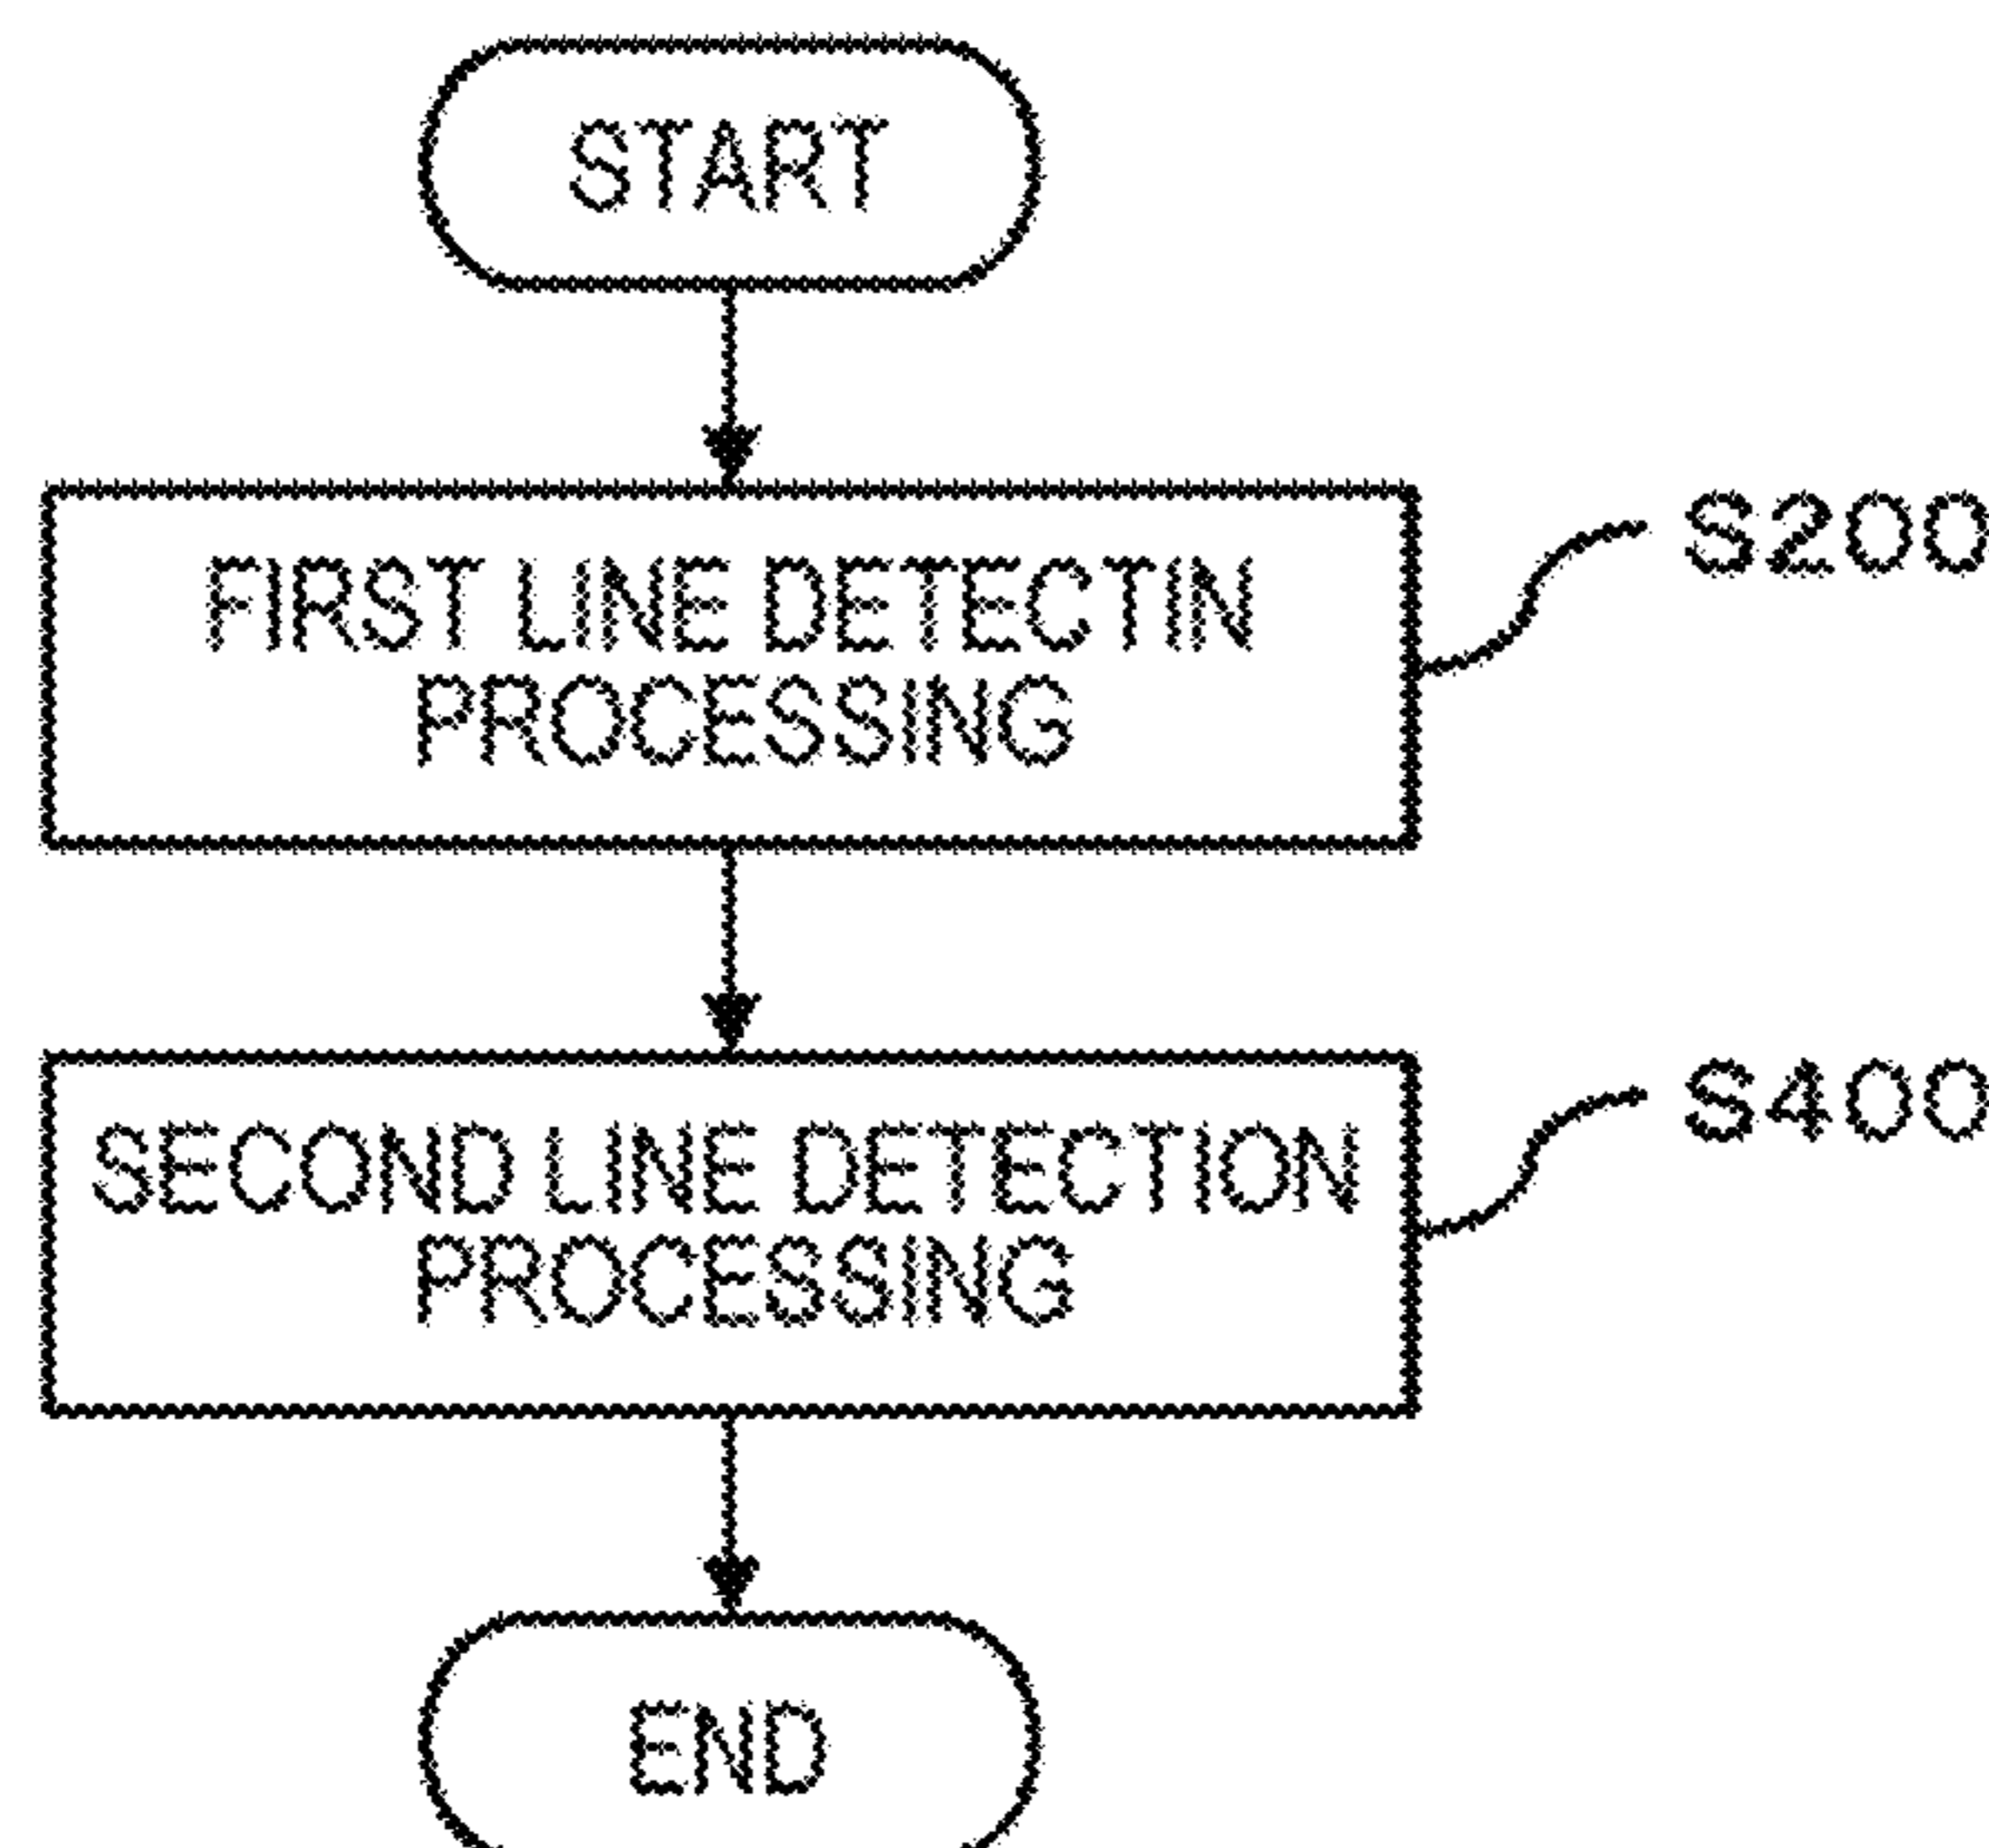 START
FIRST LINE DETECTIN
PROCESSING
S200
SECOND LINE DETECTION
PROCESSING
S400
END